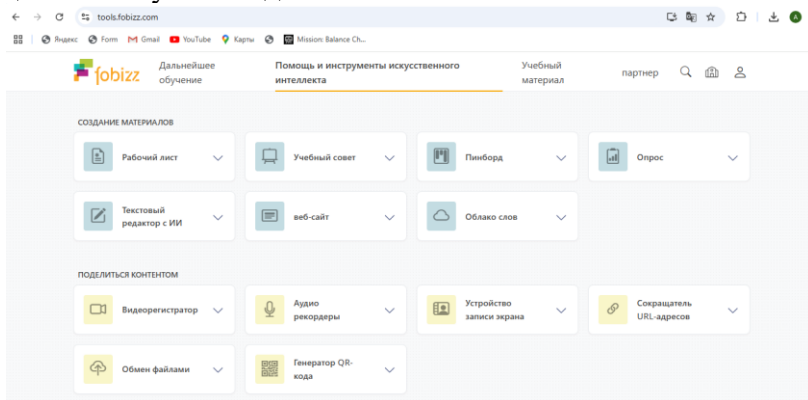 tools.fobizz.com
Яндекс Form Gmail YouTube Карты Mission: Balance Ch...
fobizz
Дальнейшее обучение
Помощь и инструменты искусственного интеллекта
Учебный материал
партнер
СОЗДАНИЕ МАТЕРИАЛОВ
Рабочий лист
Учебный совет
Пинборд
Опрос
Текстовый
редактор с ИИ
веб-сайт
Облако слов
ПОДЕЛИТЬСЯ КОНТЕНТОМ
Видеорегистратор
Аудио
рекордеры
Устройство
записи экрана
Сокращатель
URL-адресов
Обмен файлами
Генератор QR-
кода